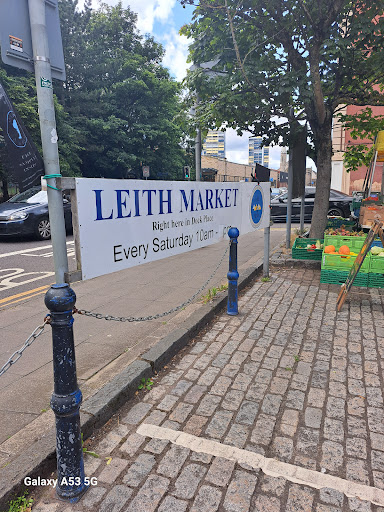 LEITH MARKET
Right here in Dock Place
Every Saturday 10am -
Galaxy A53 5G